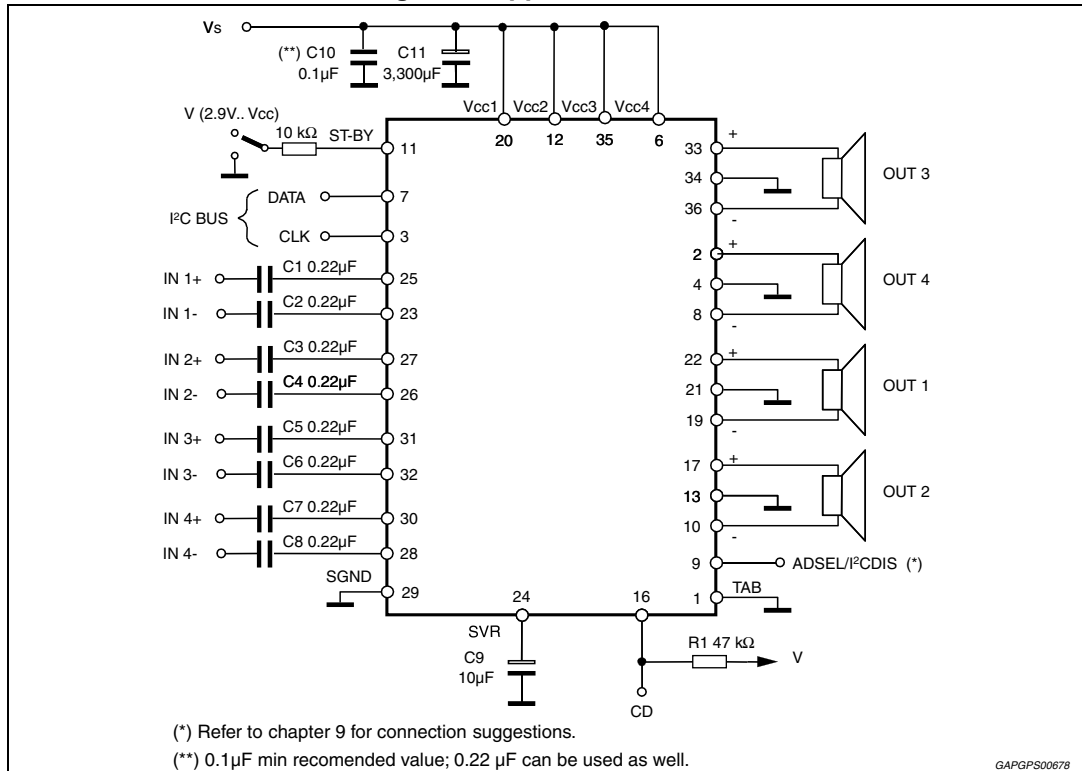 Vs
(**) C10
0.1µF
C11
3,300µF
V (2.9V.. Vcc)
10 kΩ
ST-BY
11
Vcc1
Vcc2
Vcc3
Vcc4
20
12
35
6
I²C BUS
DATA
7
CLK
3
IN 1+
C1 0.22µF
25
IN 1-
C2 0.22µF
23
IN 2+
C3 0.22µF
27
IN 2-
C4 0.22µF
26
IN 3+
C5 0.22µF
31
IN 3-
C6 0.22µF
32
IN 4+
C7 0.22µF
30
IN 4-
C8 0.22µF
28
SGND
29
33
+
34
36
-
OUT 3
2
+
4
8
-
OUT 4
22
+
21
19
-
OUT 1
17
+
13
10
-
OUT 2
9
ADSEL/I²CDIS (*)
1
TAB
24
SVR
C9
10µF
16
R1 47 kΩ
V
CD
(*) Refer to chapter 9 for connection suggestions.
(**) 0.1µF min recomended value; 0.22 µF can be used as well.
GAPGPS00678